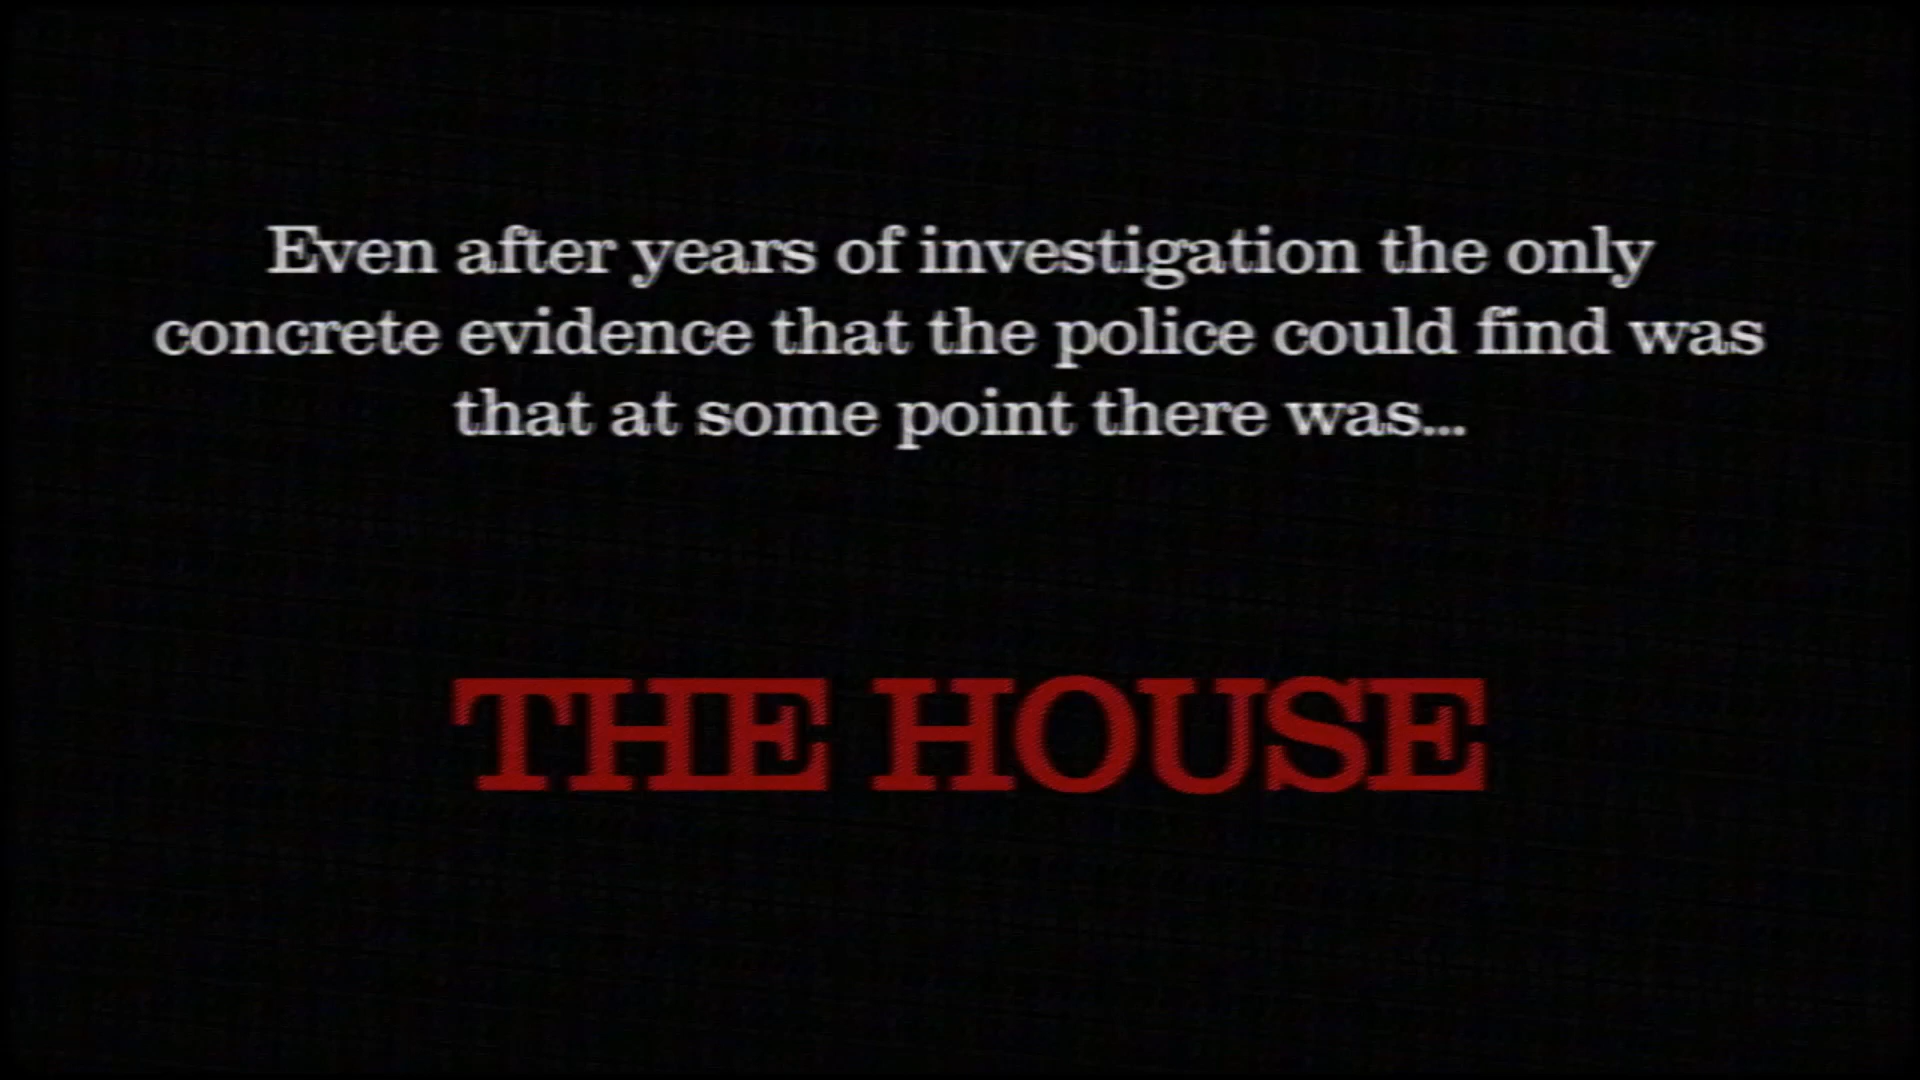 Even after years of investigation the only
concrete evidence that the police could find was
that at some point there was...
THE HOUSE